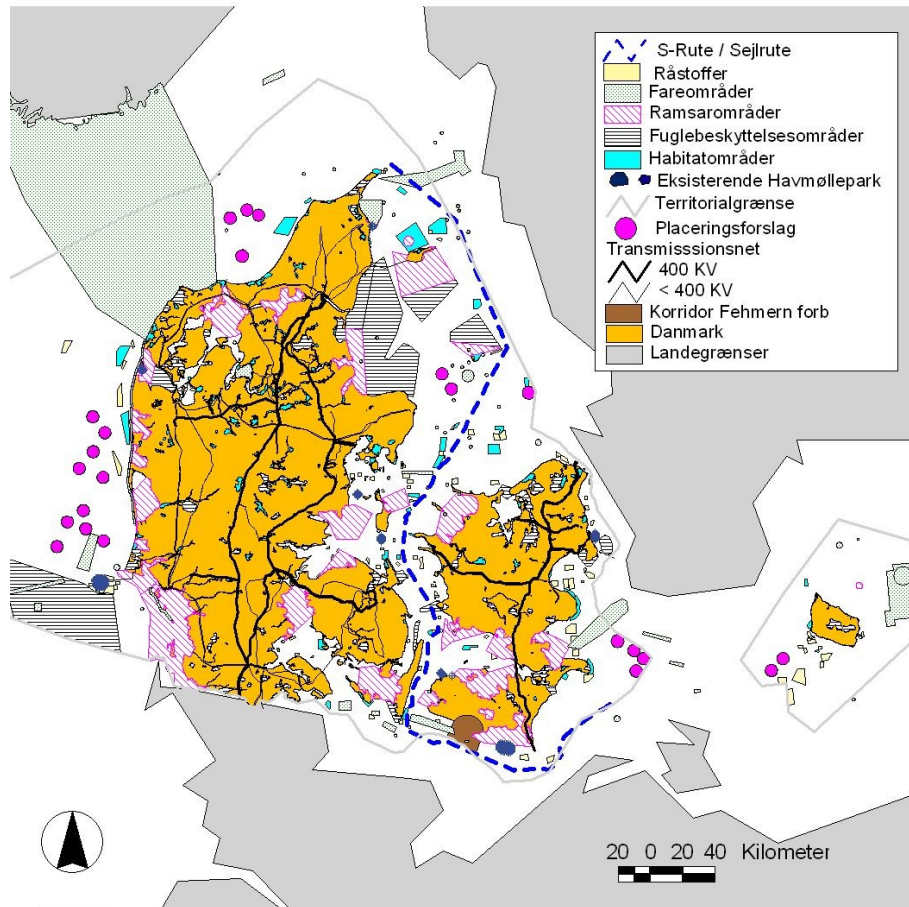 S-Rute / Sejlrute
Råstoffer
Fareområder
Ramsarområder
Fuglebeskyttelsesområder
Habitatområder
Eksisterende Havmøllepark
Territorialgrænse
Placeringsforslag
Transmisssionsnet
400 KV
< 400 KV
Korridor Fehmern forb
Danmark
Landegrænser
20 0 20 40 Kilometer